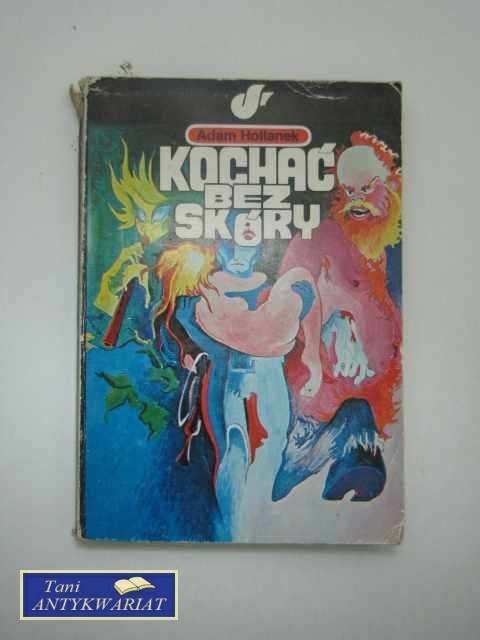 Adam Hollanek
KOCHAĆ
BEZ
SKÓRY
Tani
ANTYKWARIAT